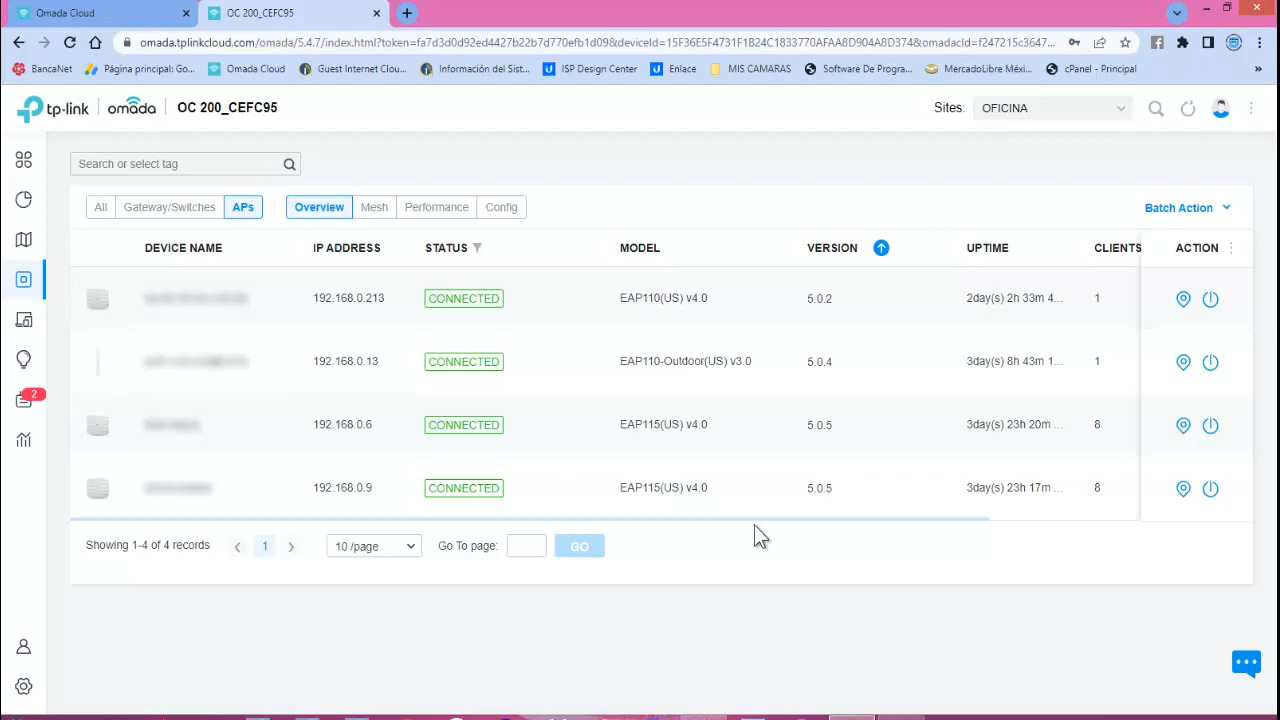 Omada Cloud
OC 200_CEFC95
omada.tplinkcloud.com/omada/5.4.7/index.html?token=fa7d3d0d92ed4427b22b7d770efb1d09&deviceId=15F36E5F4731F1B24C1833770AFAA8D904A8D374&omadacId=f247215c3647...
BancaNet
Página principal: Go...
Omada Cloud
Guest Internet Clou...
Información del Sist...
ISP Design Center
Enlace
MIS CAMARAS
Software De Progra...
MercadoLibre Méxi...
cPanel - Principal
»
tp-link
omada
OC 200_CEFC95
Sites:
OFICINA
Search or select tag
All
Gateway/Switches
APs
Overview
Mesh
Performance
Config
Batch Action
DEVICE NAME
IP ADDRESS
STATUS
MODEL
VERSION
UPTIME
CLIENTS
ACTION
192.168.0.213
CONNECTED
EAP110(US) v4.0
5.0.2
2day(s) 2h 33m 4...
1
192.168.0.13
CONNECTED
EAP110-Outdoor(US) v3.0
5.0.4
3day(s) 8h 43m 1...
1
192.168.0.6
CONNECTED
EAP115(US) v4.0
5.0.5
3day(s) 23h 20m ...
8
192.168.0.9
CONNECTED
EAP115(US) v4.0
5.0.5
3day(s) 23h 17m ...
8
2
Showing 1-4 of 4 records
1
10 /page
Go To page:
GO